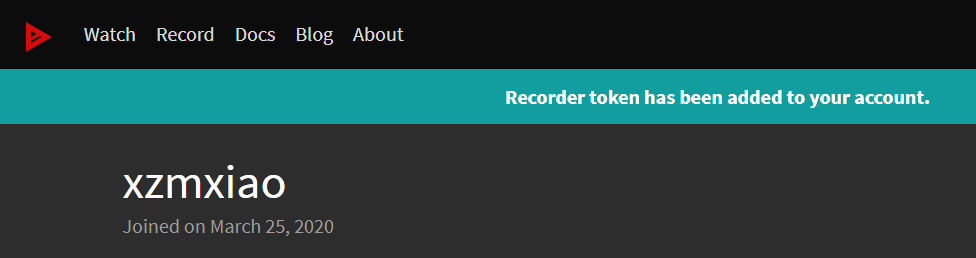 Watch Record Docs Blog About
Recorder token has been added to your account.
xzmxiao
Joined on March 25, 2020